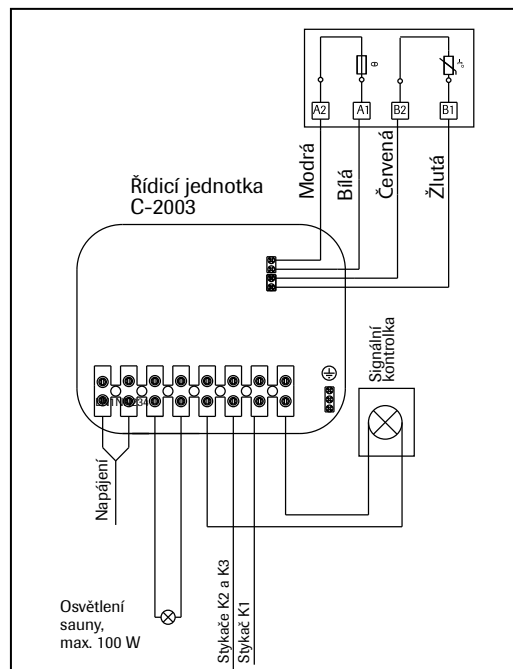 θ
A2 A1 B2 B1
Modrá
Bílá
Červená
Žlutá
Řídicí jednotka
C-2003
Signální
kontrolka
Napájení
Osvětlení
sauny,
max. 100 W
Stykače K2 a K3
Stykač K1